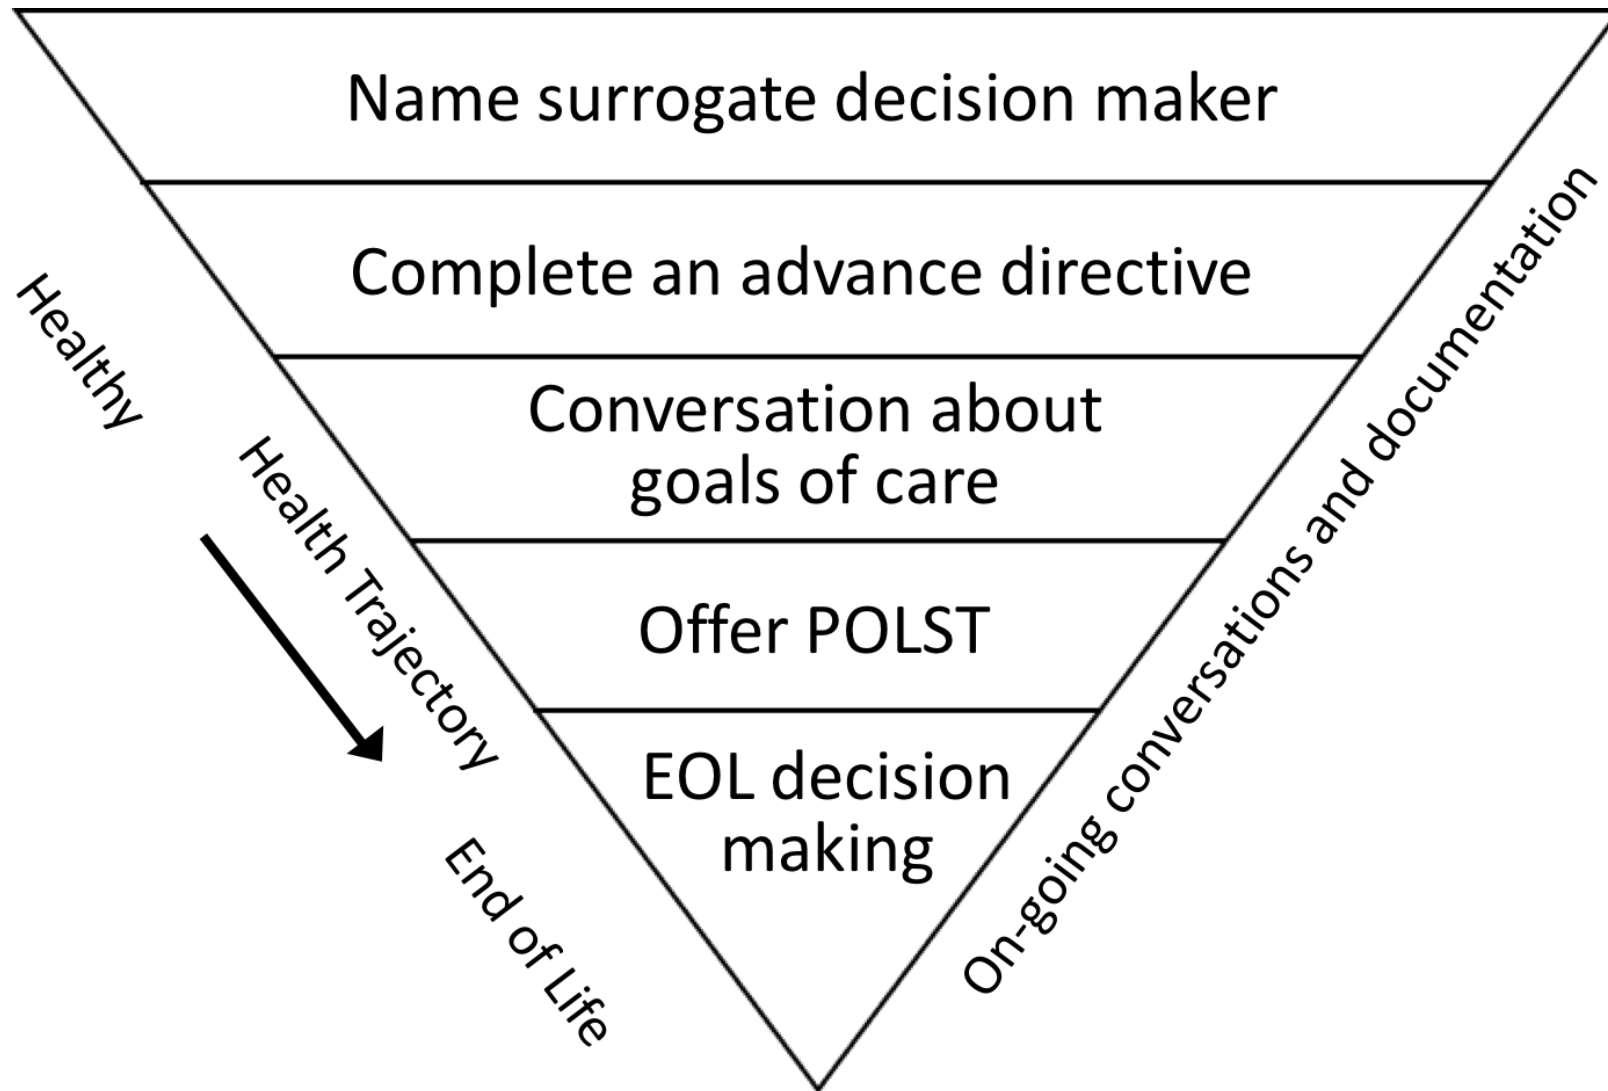 Name surrogate decision maker
Complete an advance directive
Conversation about
goals of care
Offer POLST
EOL decision
making
Healthy
Health Trajectory
End of Life
On-going conversations and documentation